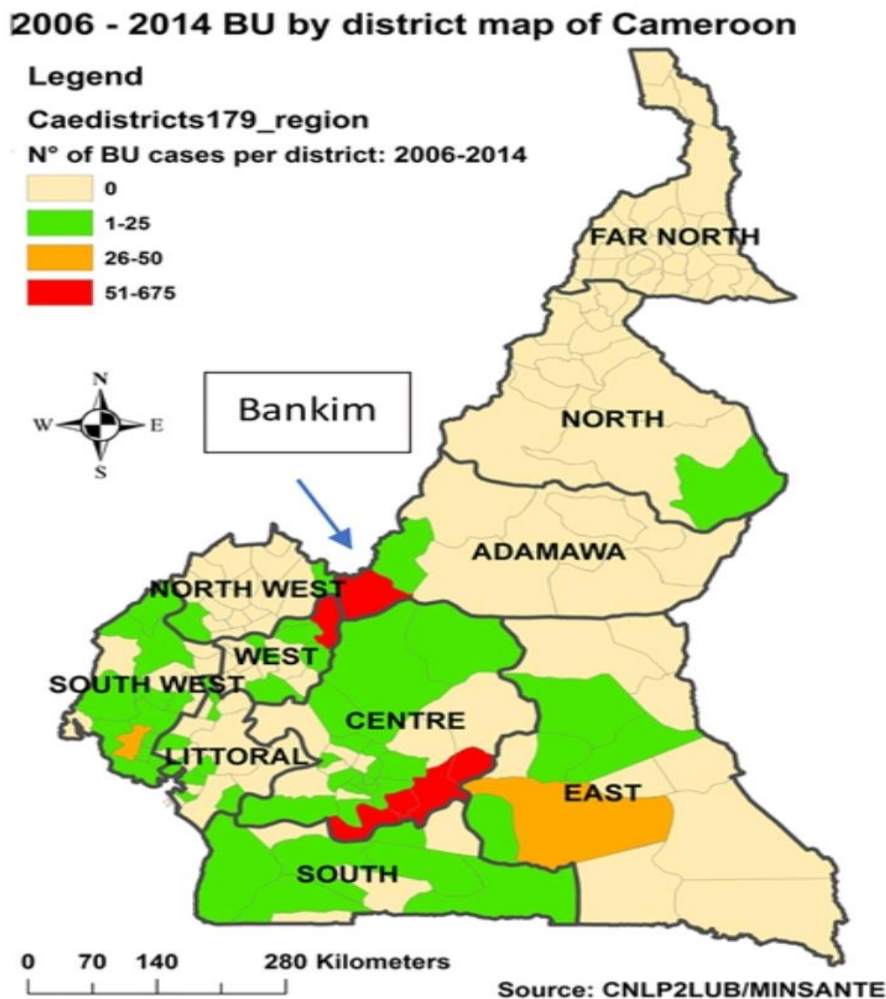 2006 - 2014 BU by district map of Cameroon
Legend
Caedistricts179_region
N° of BU cases per district: 2006-2014
0
1-25
26-50
51-675
FAR NORTH
N
W E
S
Bankim
NORTH
ADAMAWA
NORTH WEST
WEST
SOUTH WEST
CENTRE
LITTORAL
EAST
SOUTH
0 70 140 280 Kilometers
Source: CNLP2LUB/MINSANTE